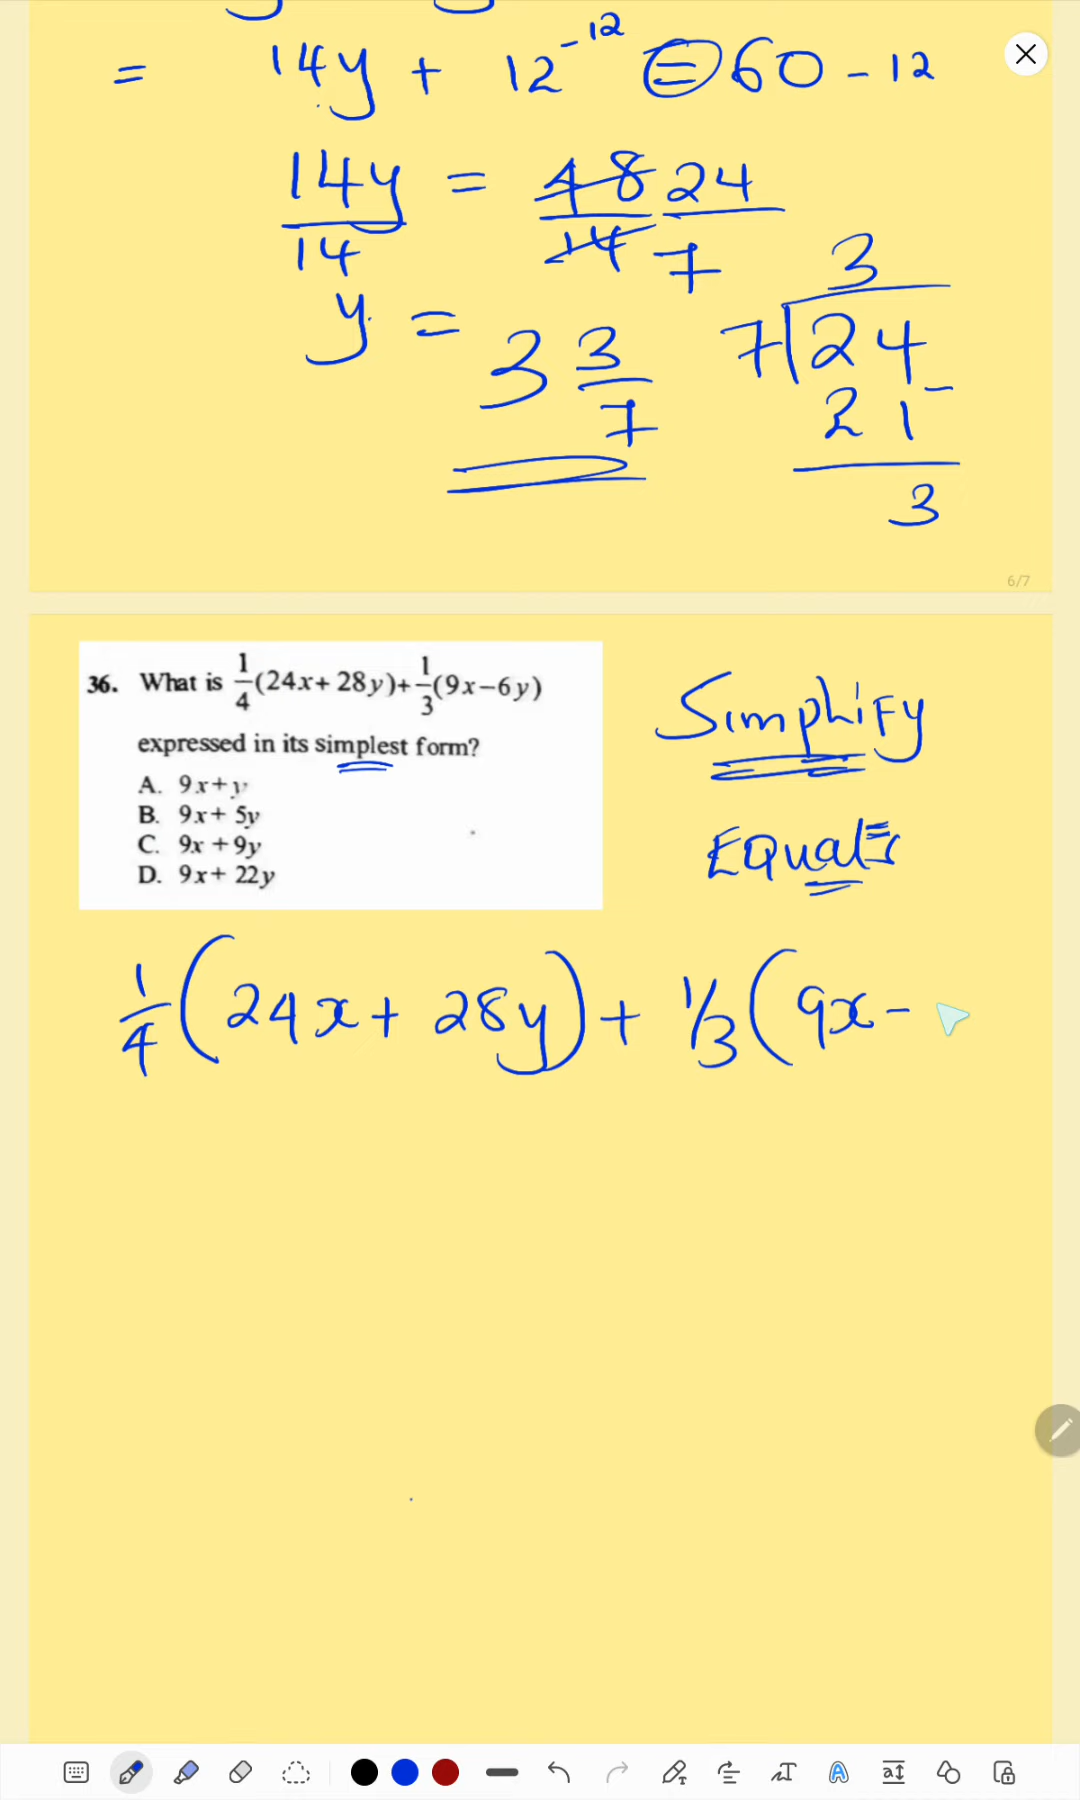 = 14y + 12 -12 = 60 - 12
14y/14 = 48/14 24/7
3
y = 3 3/7 7)24
21 -
3
6/7
36. What is 1/4(24x+ 28y)+1/3(9x-6y)
expressed in its simplest form?
A. 9x+y
B. 9x+ 5y
C. 9x +9y
D. 9x+ 22y
Simplify
Equal=
1/4(24x + 28y) + 1/3(9x -